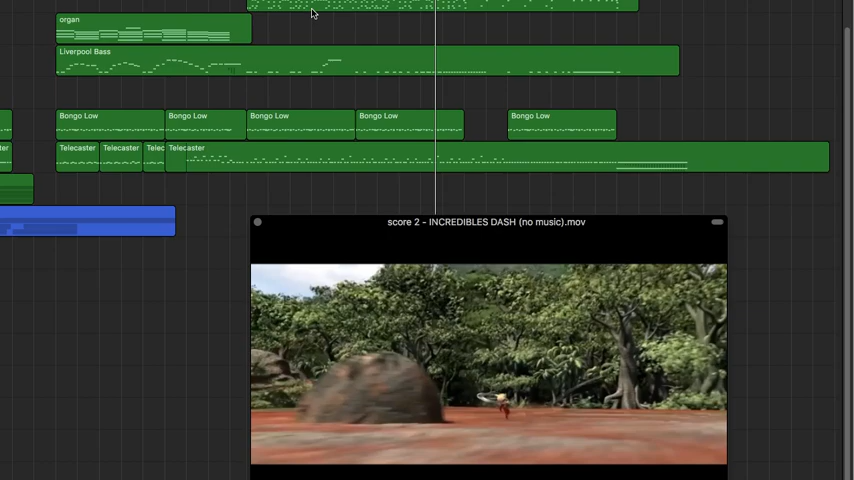 organ
Liverpool Bass
Bongo Low Bongo Low Bongo Low Bongo Low Bongo Low
ter Telecaster Telecaster Telec Telecaster
score 2 - INCREDIBLES DASH (no music).mov